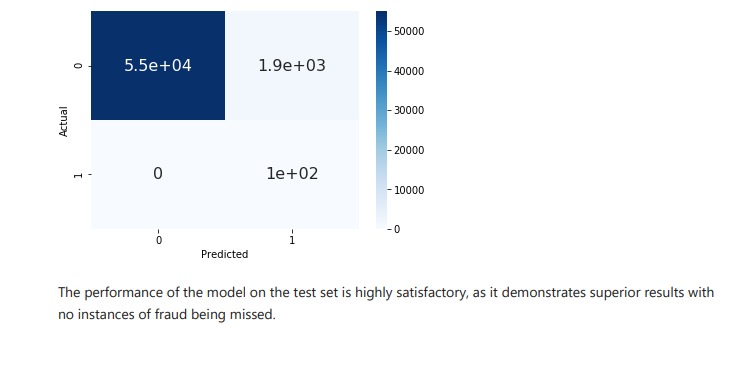 50000
0
5.5e+04
1.9e+03
40000
30000
Actual
20000
1
0
1e+02
10000
0
0
1
Predicted
The performance of the model on the test set is highly satisfactory, as it demonstrates superior results with
no instances of fraud being missed.